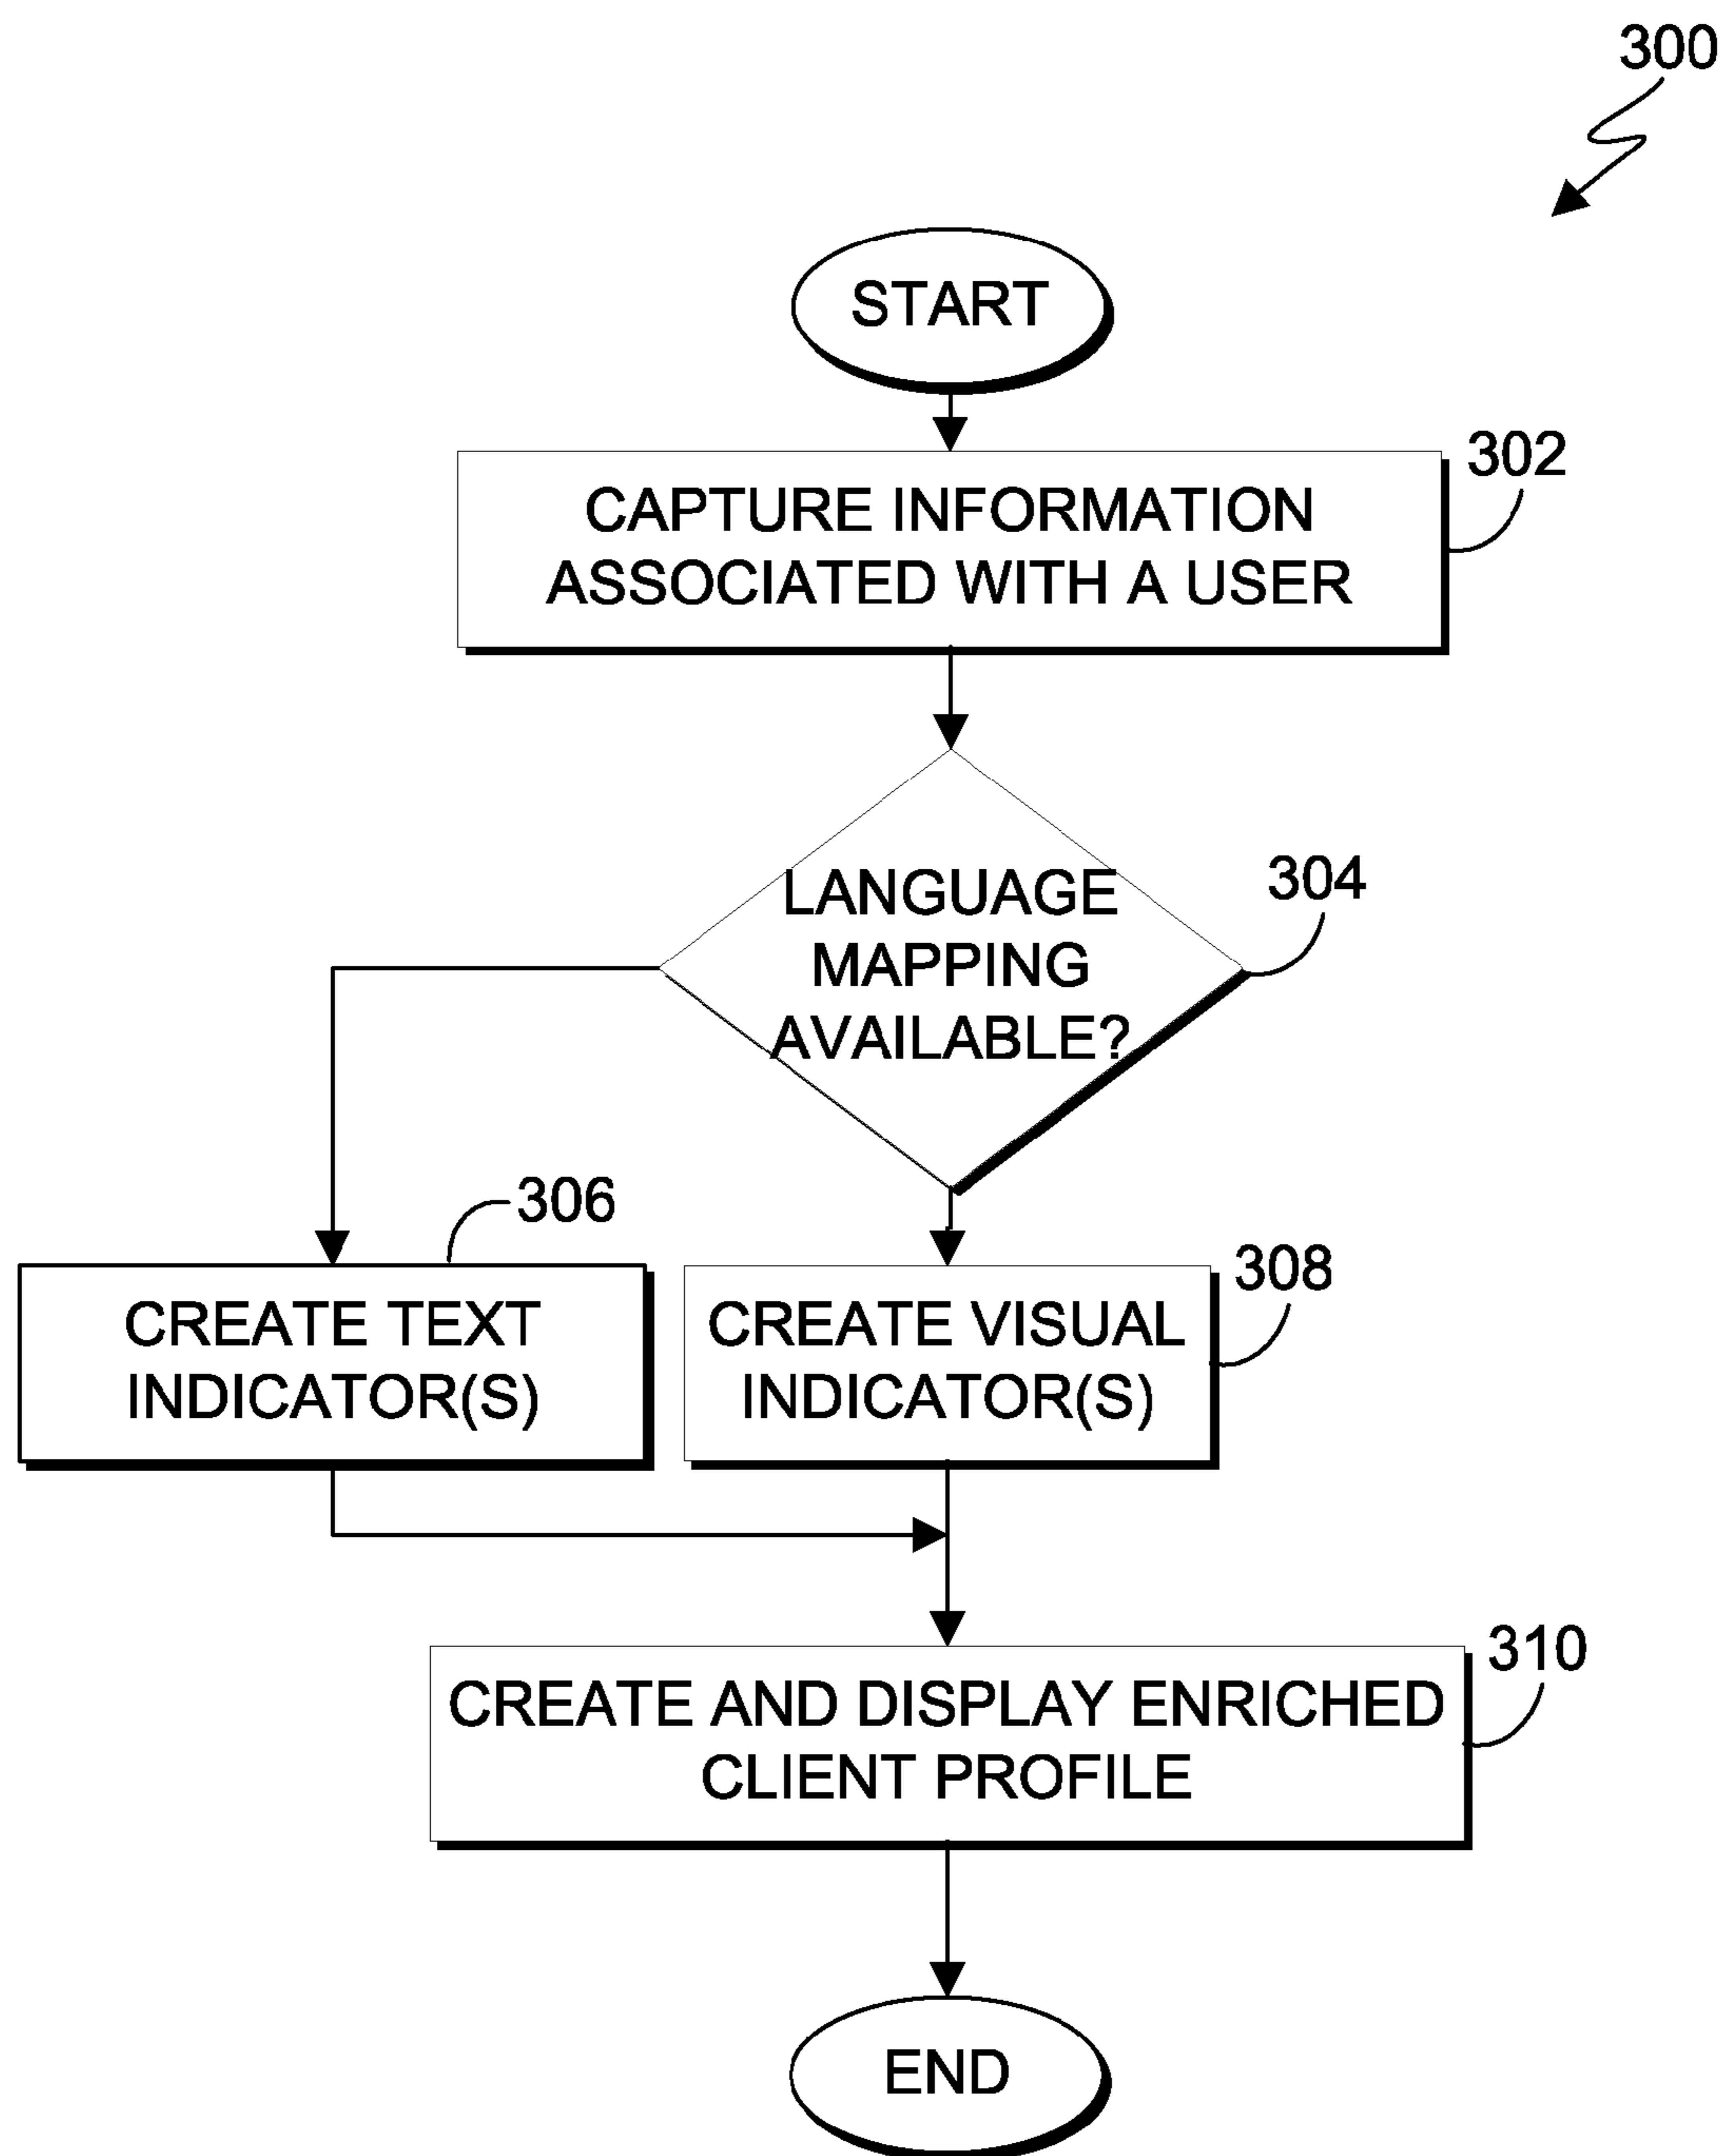 300
START
302
CAPTURE INFORMATION
ASSOCIATED WITH A USER
304
LANGUAGE
MAPPING
AVAILABLE?
306
CREATE TEXT
INDICATOR(S)
308
CREATE VISUAL
INDICATOR(S)
310
CREATE AND DISPLAY ENRICHED
CLIENT PROFILE
END